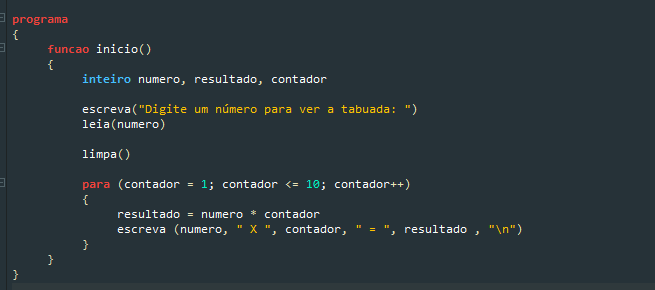 programa
{
funcao inicio()
{
inteiro numero, resultado, contador
escreva("Digite um número para ver a tabuada: ")
leia(numero)
limpa()
para (contador = 1; contador <= 10; contador++)
{
resultado = numero * contador
escreva (numero, " X ", contador, " = ", resultado , "\n")
}
}
}